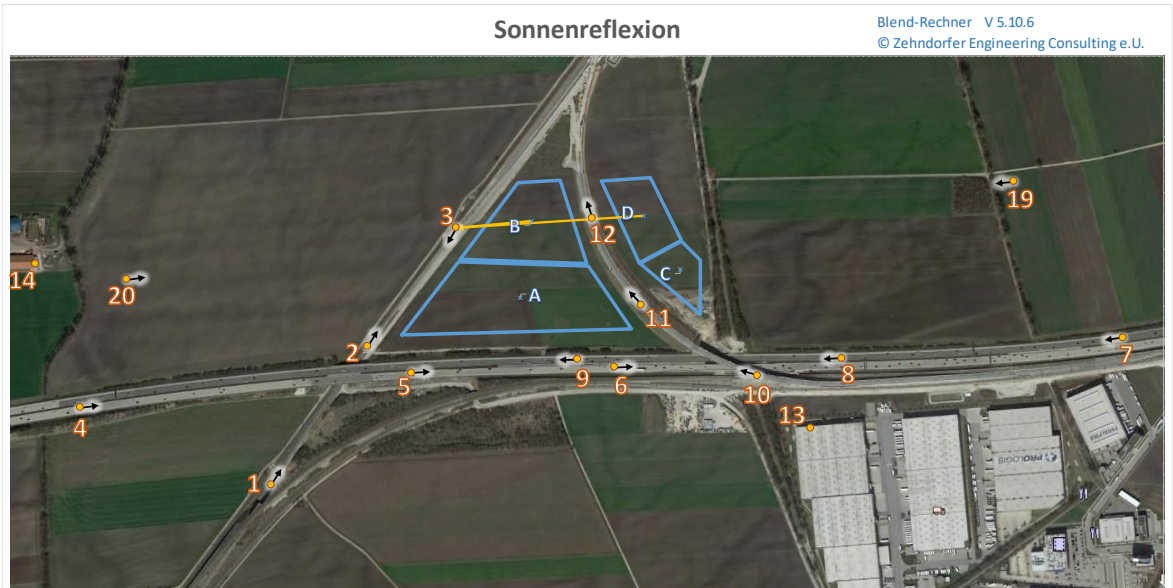 Sonnenreflexion
Blend-Rechner V 5.10.6
© Zehndorfer Engineering Consulting e.U.
19
3
B
D
12
14
20
C
A
11
2
7
5
9
6
8
10
4
13
PROLOGIS
1